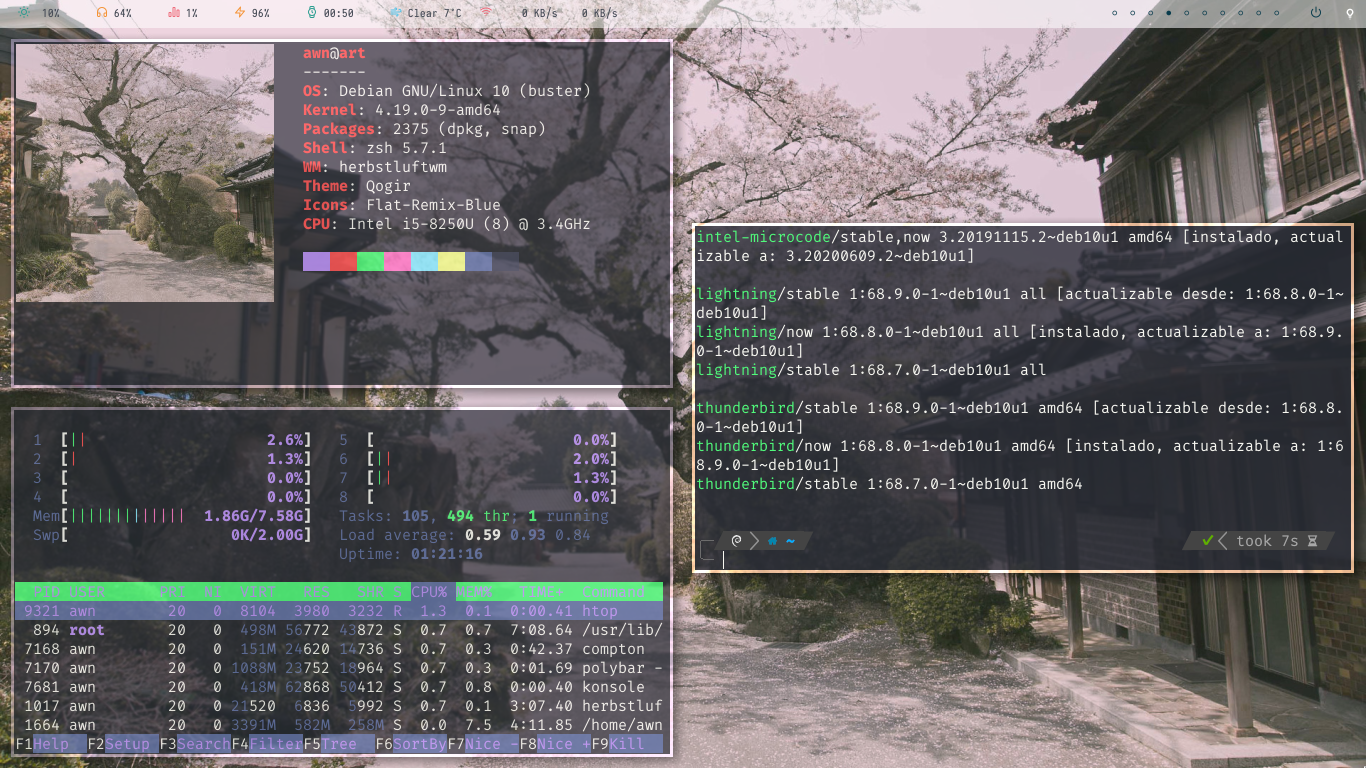 10% 64% 1% 96% 00:50 Clear 7°C 0 KB/s 0 KB/s
awn@art
-------
OS: Debian GNU/Linux 10 (buster)
Kernel: 4.19.0-9-amd64
Packages: 2375 (dpkg, snap)
Shell: zsh 5.7.1
WM: herbstluftwm
Theme: Qogir
Icons: Flat-Remix-Blue
CPU: Intel i5-8250U (8) @ 3.4GHz
intel-microcode/stable,now 3.20191115.2~deb10u1 amd64 [instalado, actual
izable a: 3.20200609.2~deb10u1]
lightning/stable 1:68.9.0-1~deb10u1 all [actualizable desde: 1:68.8.0-1~
deb10u1]
lightning/now 1:68.8.0-1~deb10u1 all [instalado, actualizable a: 1:68.9.
0-1~deb10u1]
lightning/stable 1:68.7.0-1~deb10u1 all
thunderbird/stable 1:68.9.0-1~deb10u1 amd64 [actualizable desde: 1:68.8.
0-1~deb10u1]
thunderbird/now 1:68.8.0-1~deb10u1 amd64 [instalado, actualizable a: 1:6
8.9.0-1~deb10u1]
thunderbird/stable 1:68.7.0-1~deb10u1 amd64
~ took 7s
1 [|| 2.6%] 5 [ 0.0%]
2 [| 1.3%] 6 [|| 2.0%]
3 [ 0.0%] 7 [|| 1.3%]
4 [ 0.0%] 8 [ 0.0%]
Mem[||||||||||||| 1.86G/7.58G] Tasks: 105, 494 thr; 1 running
Swp[ 0K/2.00G] Load average: 0.59 0.93 0.84
Uptime: 01:21:16
PID USER PRI NI VIRT RES SHR S CPU% MEM% TIME+ Command
9321 awn 20 0 8104 3980 3232 R 1.3 0.1 0:00.41 htop
894 root 20 0 498M 56772 43872 S 0.7 0.7 7:08.64 /usr/lib/
7168 awn 20 0 151M 24620 14736 S 0.7 0.3 0:42.37 compton
7170 awn 20 0 1088M 23752 18964 S 0.7 0.3 0:01.69 polybar -
7681 awn 20 0 418M 62868 50412 S 0.7 0.8 0:00.40 konsole
1017 awn 20 0 21520 6836 5992 S 0.7 0.1 3:07.40 herbstluf
1664 awn 20 0 3391M 582M 258M S 0.0 7.5 4:11.85 /home/awn
F1Help F2Setup F3SearchF4FilterF5Tree F6SortByF7Nice -F8Nice +F9Kill